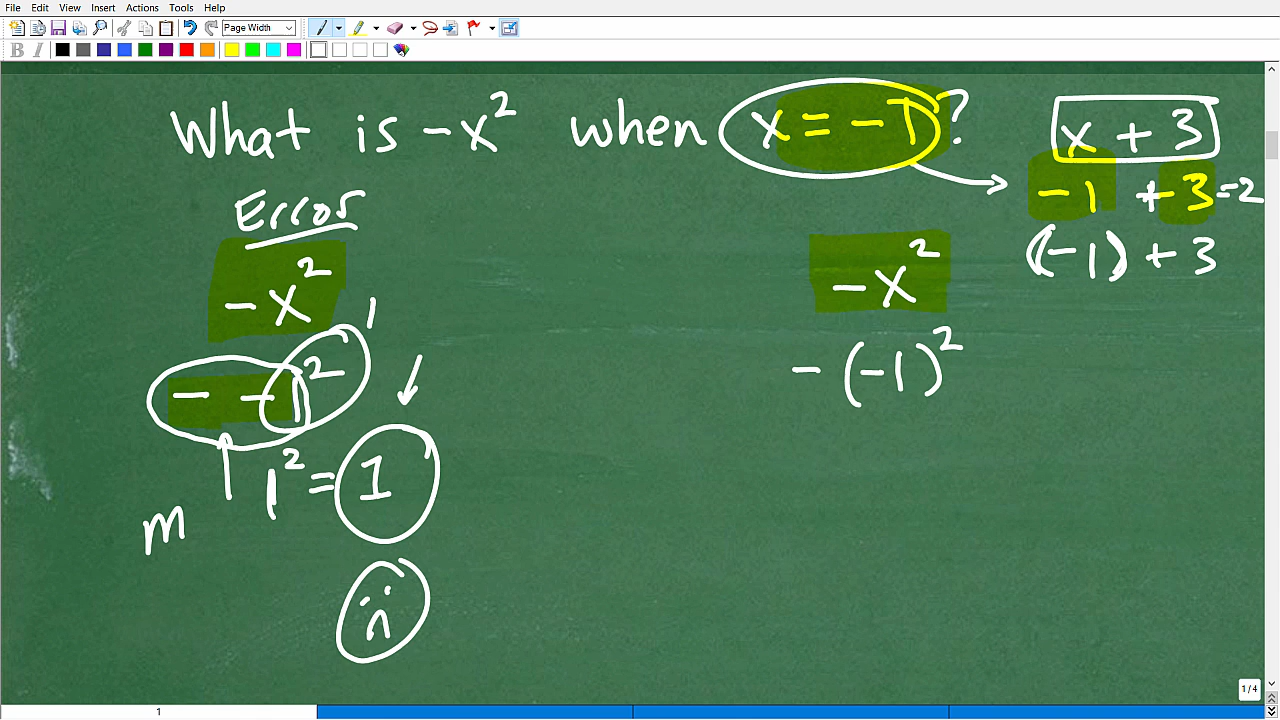 File Edit View Insert Actions Tools Help
Page Width
B I
What is -x² when x = -1 ?
x + 3
-1 + 3 = 2
(-1) + 3
Error
-x²
- -1² 1
1² = 1
m
-x²
-(-1)²
1/4
1